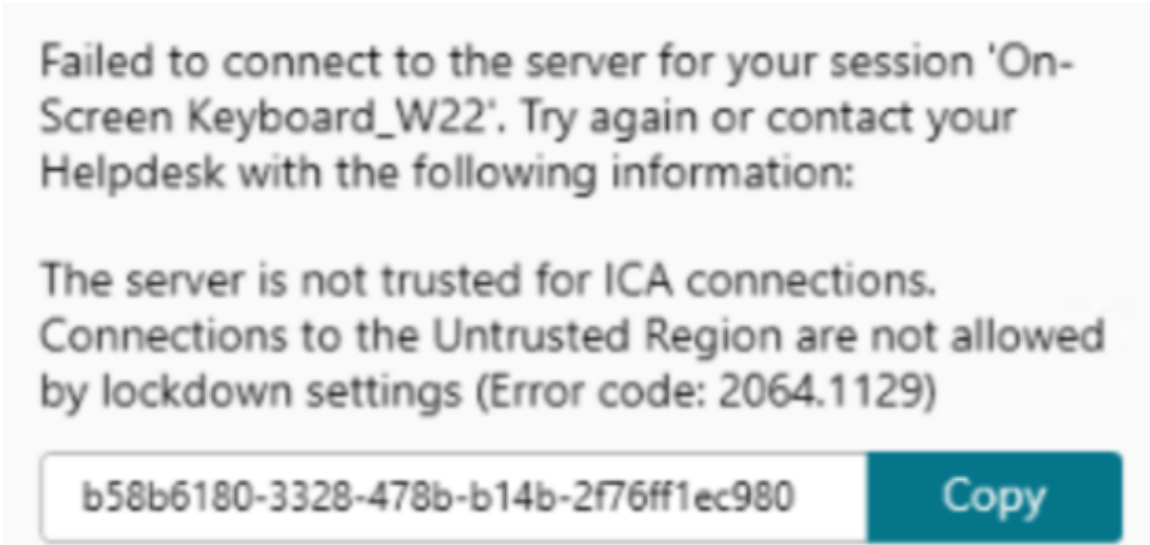 Failed to connect to the server for your session 'On-
Screen Keyboard_W22'. Try again or contact your
Helpdesk with the following information:
The server is not trusted for ICA connections.
Connections to the Untrusted Region are not allowed
by lockdown settings (Error code: 2064.1129)
b58b6180-3328-478b-b14b-2f76ff1ec980
Copy